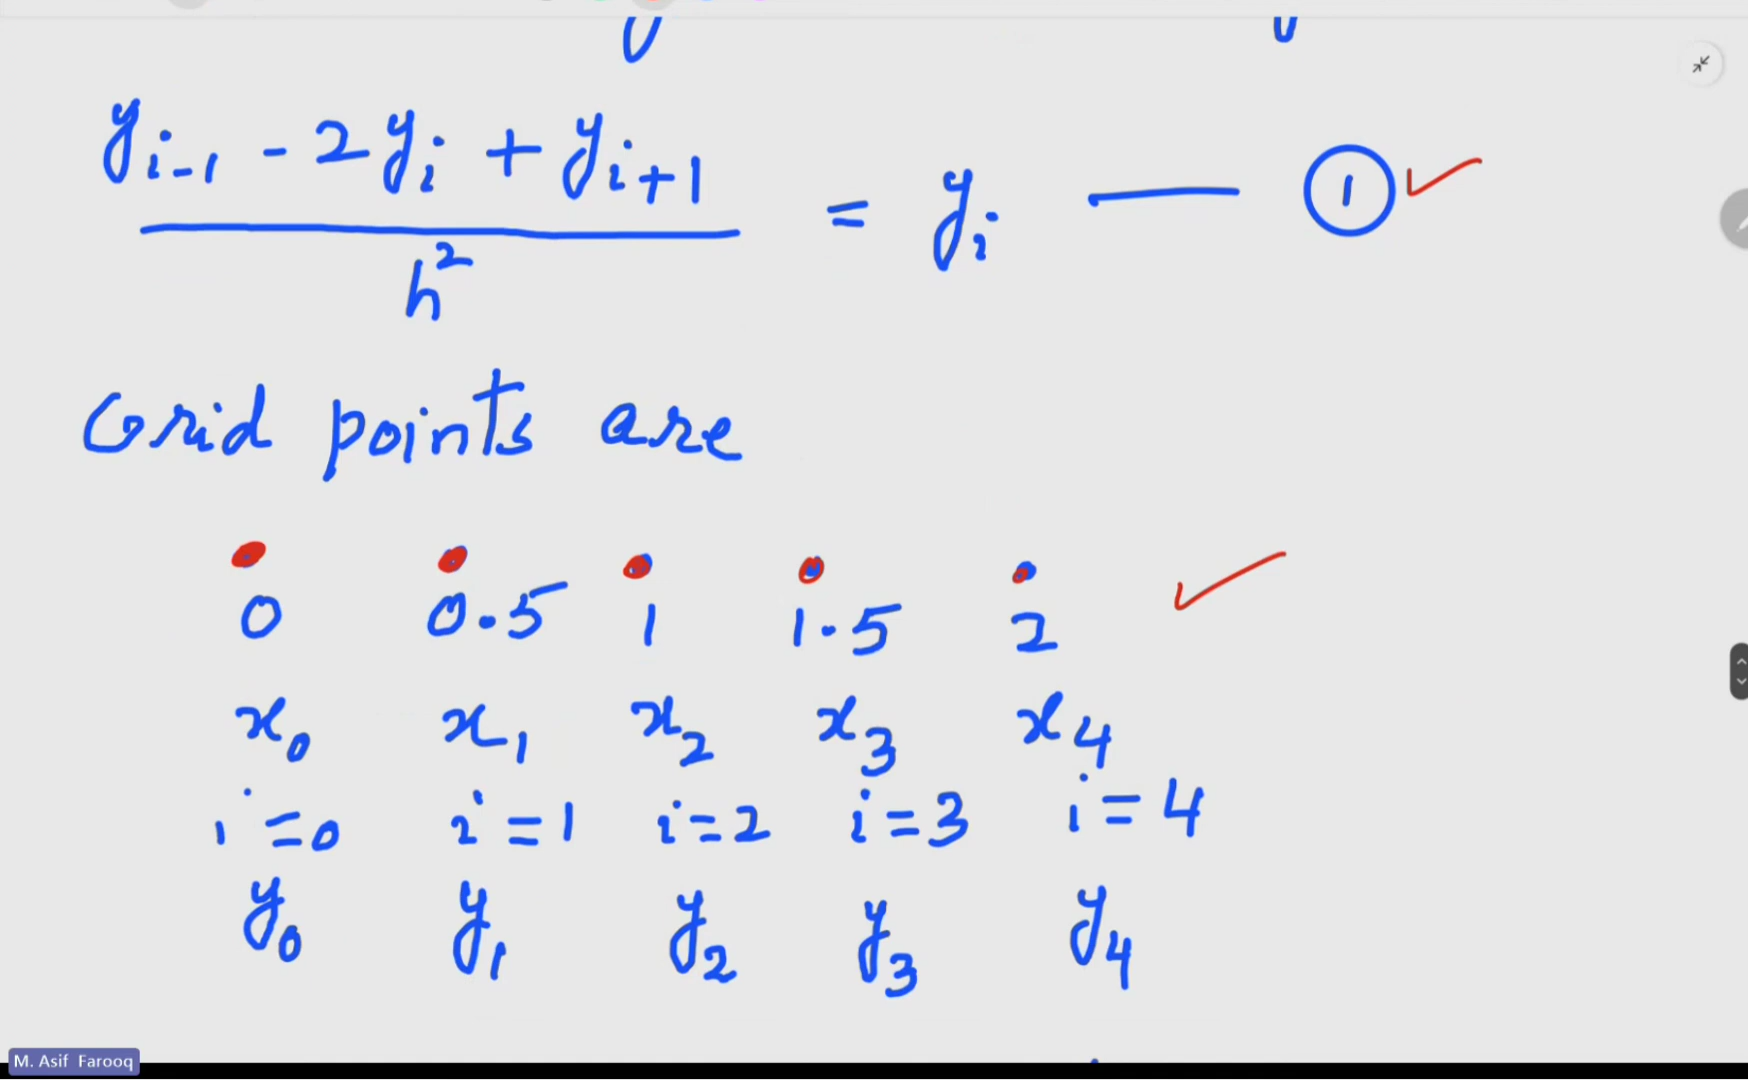 y_{i-1} - 2y_i + y_{i+1} / h^2 = y_i — ①
Grid points are
0 0.5 1 1.5 2
x_0 x_1 x_2 x_3 x_4
i=0 i=1 i=2 i=3 i=4
y_0 y_1 y_2 y_3 y_4
M. Asif Farooq